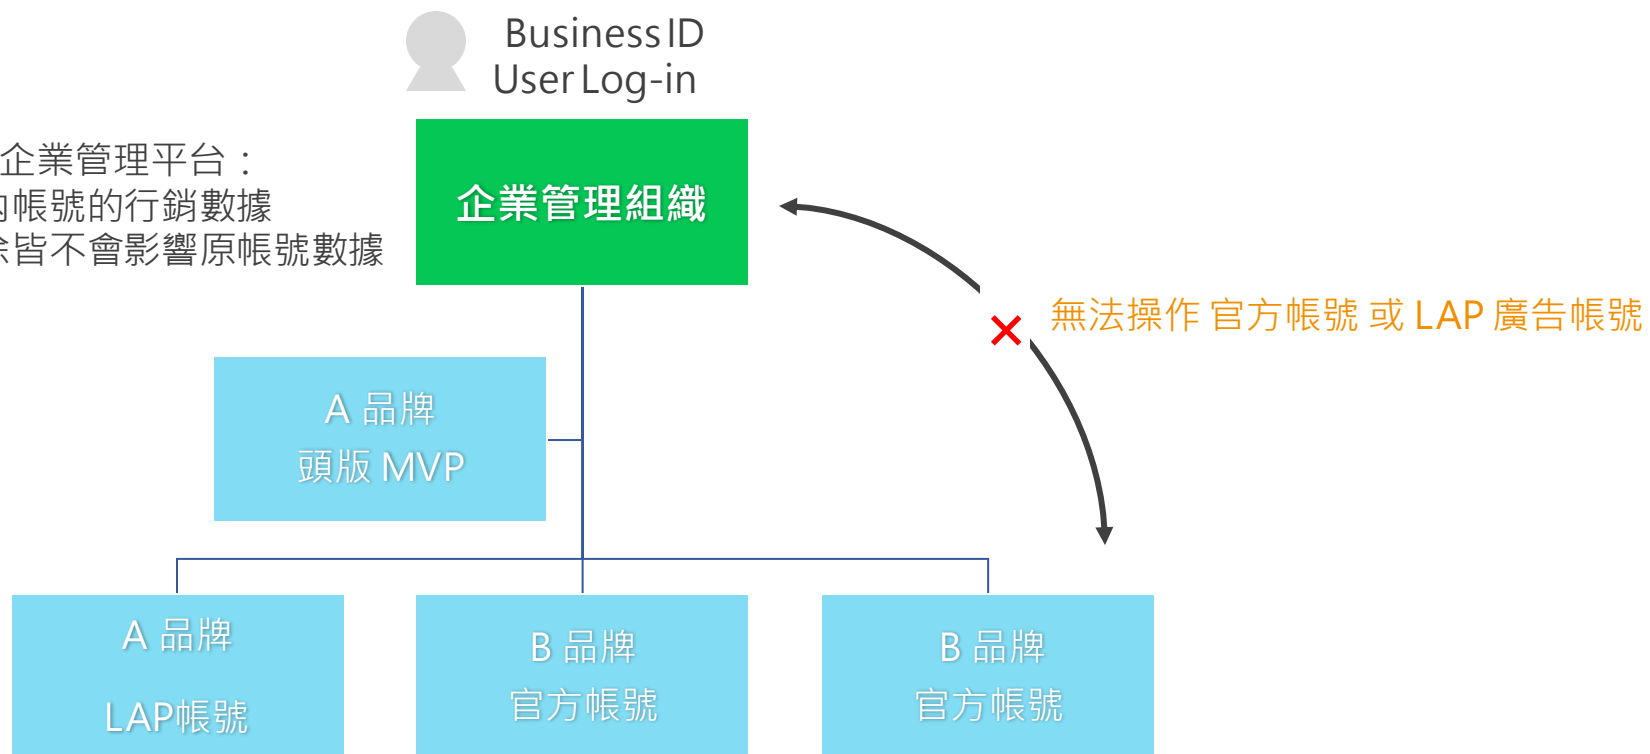 Business ID
User Log-in
企業管理平台：
內帳號的行銷數據
除皆不會影響原帳號數據
企業管理組織
無法操作 官方帳號 或 LAP 廣告帳號
A 品牌
頭版 MVP
A 品牌
LAP帳號
B 品牌
官方帳號
B 品牌
官方帳號